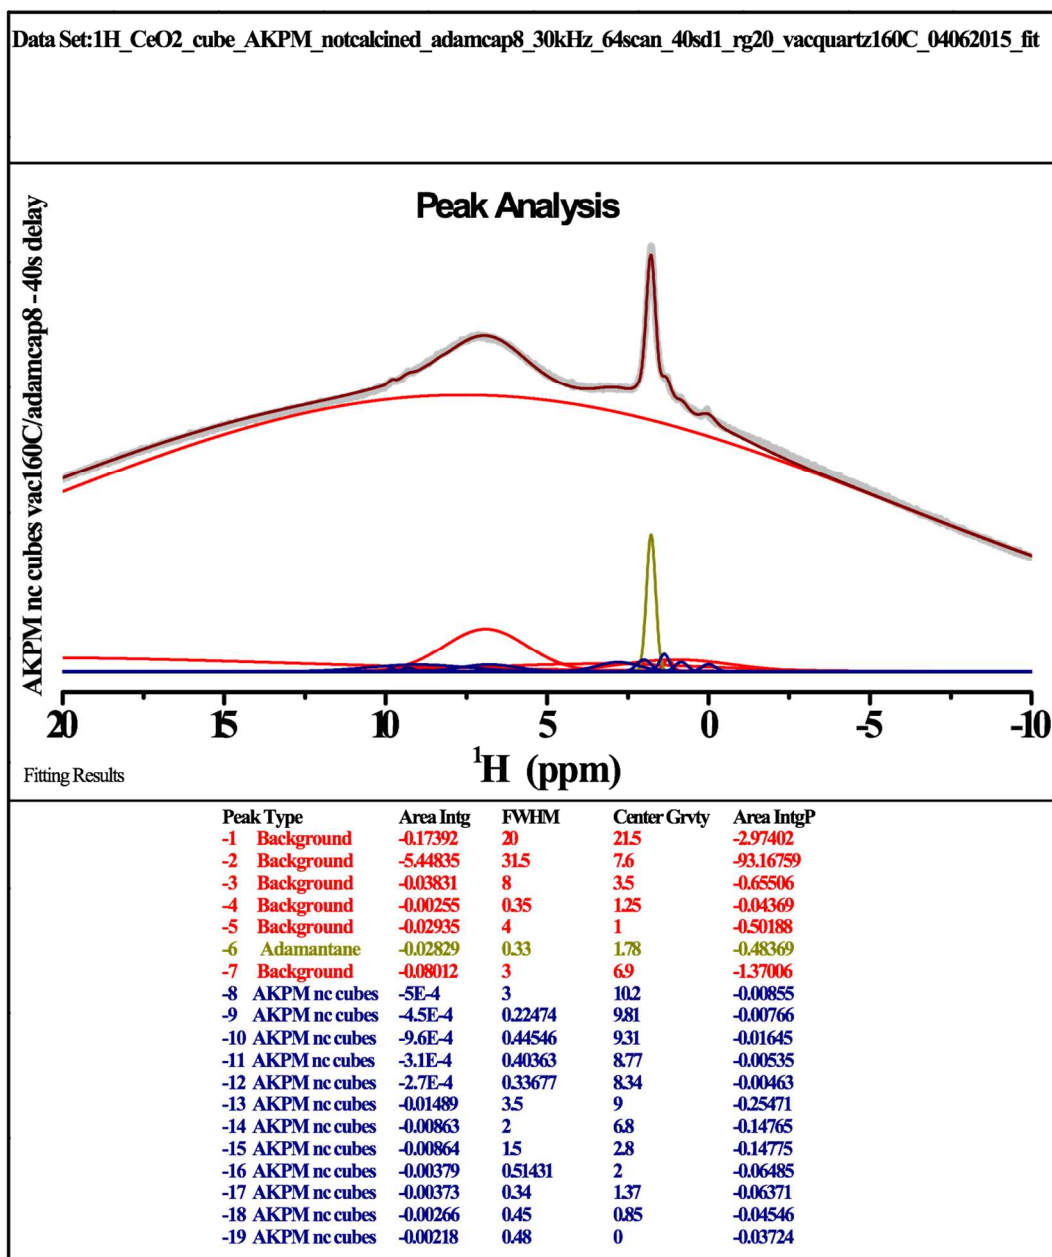 Data Set:1H_CeO2_cube_AKPM_notcalcined_adamcap8_30kHz_64scan_40sd1_rg20_vacquartz160C_04062015_fit
Peak Analysis
AKPM nc cubes vac160C/adamcap8 - 40s delay
20 15 10 5 0 -5 -10
¹H (ppm)
Fitting Results
Peak Type Area Intg FWHM Center Grvty Area IntgP
-1 Background -0.17392 20 21.5 -2.97402
-2 Background -5.44835 31.5 7.6 -93.16759
-3 Background -0.03831 8 3.5 -0.65506
-4 Background -0.00255 0.35 1.25 -0.04369
-5 Background -0.02935 4 1 -0.50188
-6 Adamantane -0.02829 0.33 1.78 -0.48369
-7 Background -0.08012 3 6.9 -1.37006
-8 AKPM nc cubes -5E-4 3 10.2 -0.00855
-9 AKPM nc cubes -4.5E-4 0.22474 9.81 -0.00766
-10 AKPM nc cubes -9.6E-4 0.44546 9.31 -0.01645
-11 AKPM nc cubes -3.1E-4 0.40363 8.77 -0.00535
-12 AKPM nc cubes -2.7E-4 0.33677 8.34 -0.00463
-13 AKPM nc cubes -0.01489 3.5 9 -0.25471
-14 AKPM nc cubes -0.00863 2 6.8 -0.14765
-15 AKPM nc cubes -0.00864 1.5 2.8 -0.14775
-16 AKPM nc cubes -0.00379 0.51431 2 -0.06485
-17 AKPM nc cubes -0.00373 0.34 1.37 -0.06371
-18 AKPM nc cubes -0.00266 0.45 0.85 -0.04546
-19 AKPM nc cubes -0.00218 0.48 0 -0.03724